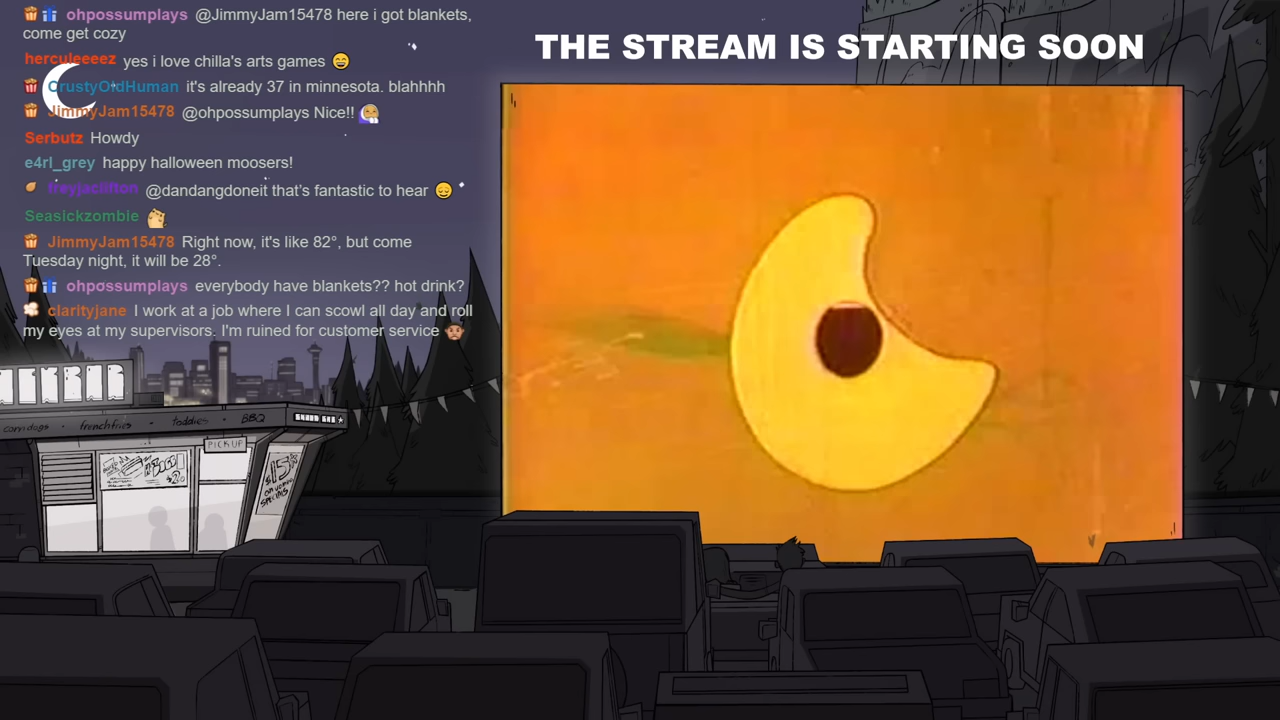 ohpossumplays @JimmyJam15478 here i got blankets,
come get cozy
herculeeeez yes i love chilla's arts games
CrustyOldHuman it's already 37 in minnesota. blahhhh
JimmyJam15478 @ohpossumplays Nice!!
Serbutz Howdy
e4rl_grey happy halloween moosers!
freyjaclifton @dandangdoneit that's fantastic to hear
Seasickzombie
JimmyJam15478 Right now, it's like 82°, but come
Tuesday night, it will be 28°.
ohpossumplays everybody have blankets?? hot drink?
clarityjane I work at a job where I can scowl all day and roll
my eyes at my supervisors. I'm ruined for customer service
THE STREAM IS STARTING SOON
corndogs · frenchfries · toddies · BBQ
PICKUP